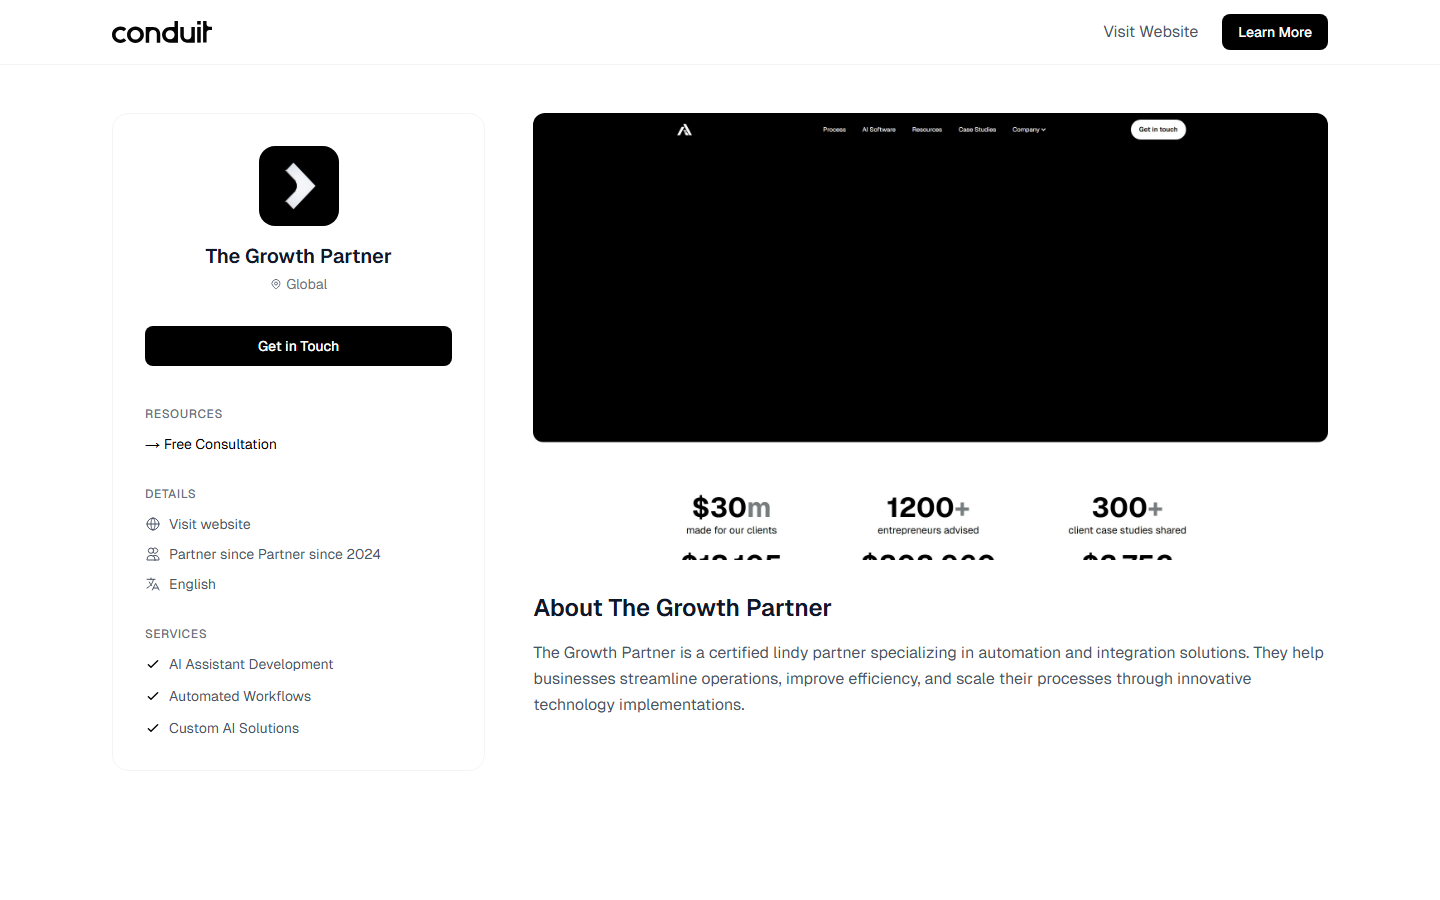 conduit
Visit Website
Learn More
The Growth Partner
Global
Get in Touch
RESOURCES
→ Free Consultation
DETAILS
Visit website
Partner since Partner since 2024
English
SERVICES
AI Assistant Development
Automated Workflows
Custom AI Solutions
Process
AI Software
Resources
Case Studies
Company
Get in touch
$30m
1200+
300+
made for our clients
entrepreneurs advised
client case studies shared
About The Growth Partner
The Growth Partner is a certified lindy partner specializing in automation and integration solutions. They help
businesses streamline operations, improve efficiency, and scale their processes through innovative
technology implementations.